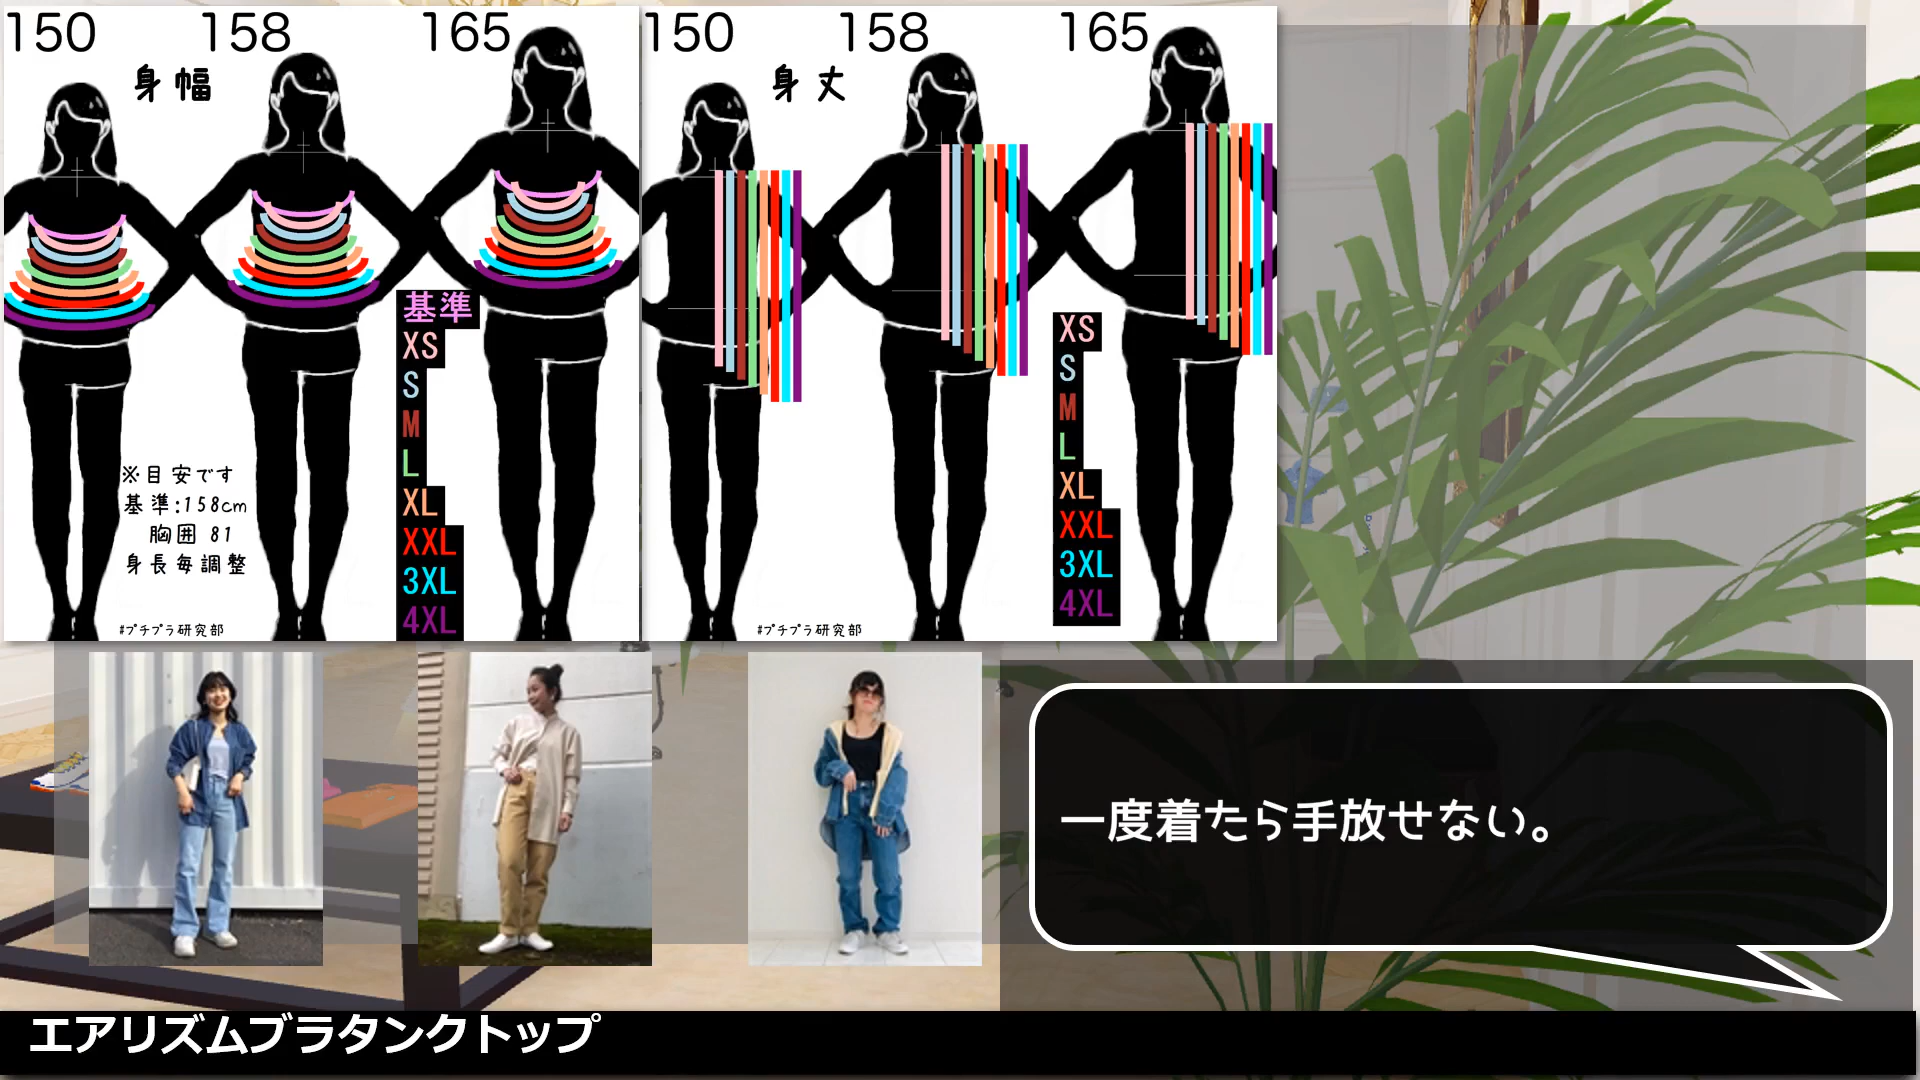 150 158 165
身幅
基準
XS
S
M
L
XL
XXL
3XL
4XL
※目安です
基準:158cm
胸囲 81
身長毎調整
#プチプラ研究部
150 158 165
身丈
XS
S
M
L
XL
XXL
3XL
4XL
#プチプラ研究部
一度着たら手放せない。
エアリズムブラタンクトップ